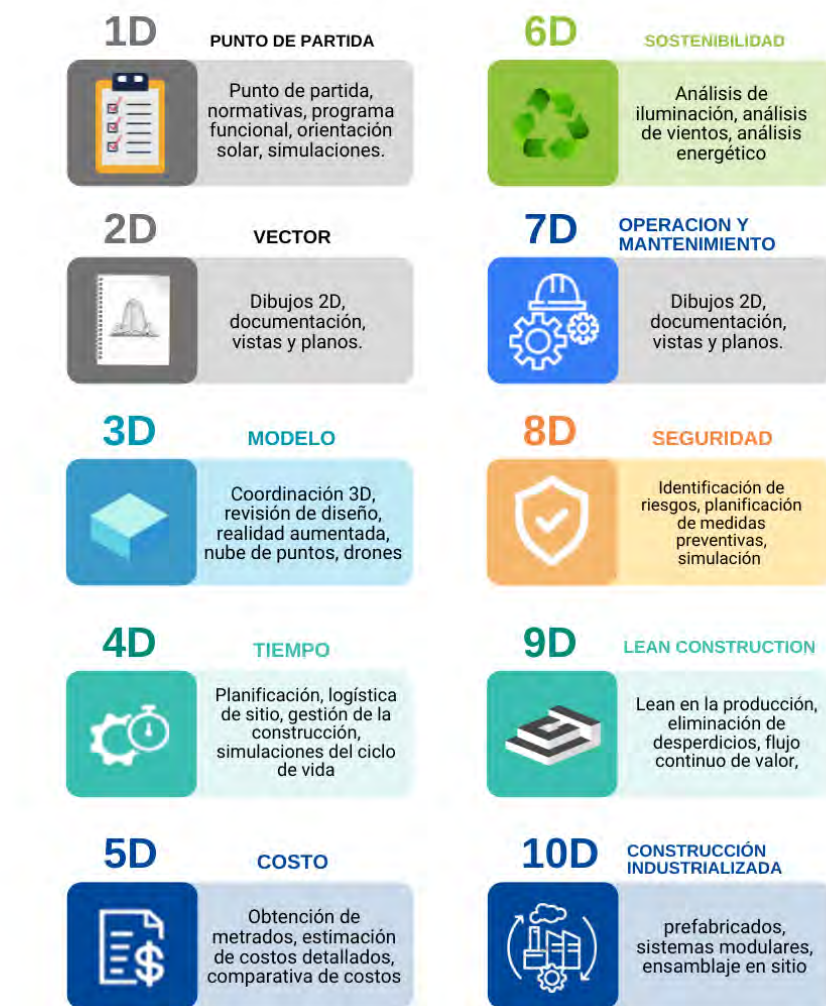 1D
PUNTO DE PARTIDA
Punto de partida,
normativas, programa
funcional, orientación
solar, simulaciones.
2D
VECTOR
Dibujos 2D,
documentación,
vistas y planos.
3D
MODELO
Coordinación 3D,
revisión de diseño,
realidad aumentada,
nube de puntos, drones
4D
TIEMPO
Planificación, logística
de sitio, gestión de la
construcción,
simulaciones del ciclo
de vida
5D
COSTO
Obtención de
metrados, estimación
de costos detallados,
comparativa de costos
6D
SOSTENIBILIDAD
Análisis de
iluminación, análisis
de vientos, análisis
energético
7D
OPERACION Y
MANTENIMIENTO
Dibujos 2D,
documentación,
vistas y planos.
8D
SEGURIDAD
Identificación de
riesgos, planificación
de medidas
preventivas,
simulación
9D
LEAN CONSTRUCTION
Lean en la producción,
eliminación de
desperdicios, flujo
continuo de valor,
10D
CONSTRUCCIÓN
INDUSTRIALIZADA
prefabricados,
sistemas modulares,
ensamblaje en sitio